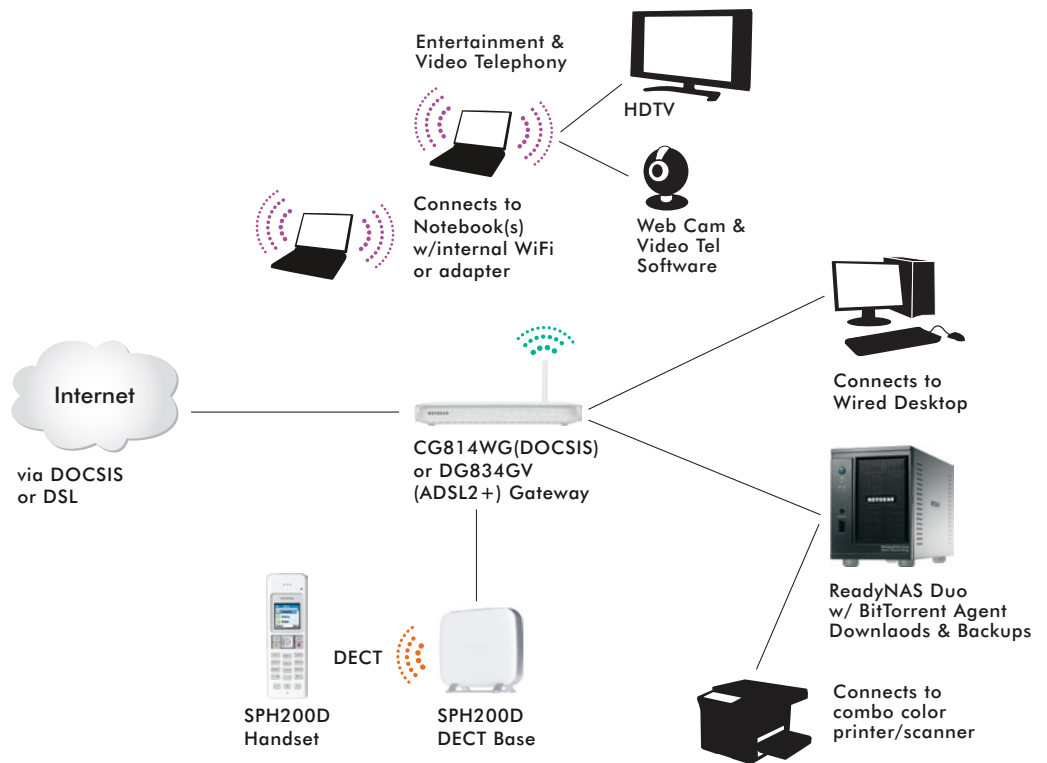 Entertainment &
Video Telephony
HDTV
Connects to
Notebook(s)
w/internal WiFi
or adapter
Web Cam &
Video Tel
Software
Internet
via DOCSIS
or DSL
NETGEAR
CG814WG(DOCSIS)
or DG834GV
(ADSL2+) Gateway
Connects to
Wired Desktop
NETGEAR
ReadyNAS Duo
w/ BitTorrent Agent
Downlaods & Backups
DECT
SPH200D
Handset
SPH200D
DECT Base
Connects to
combo color
printer/scanner